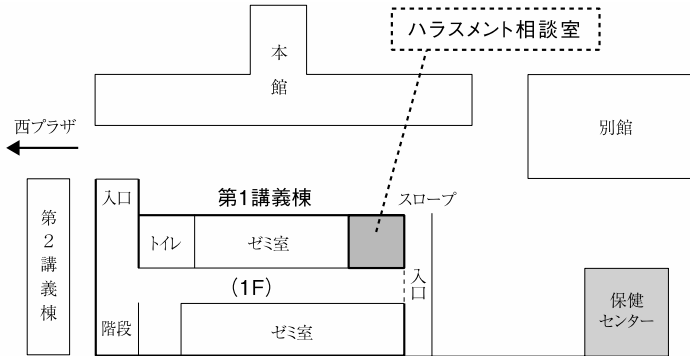 ハラスメント相談室
本館
別館
西プラザ
入口
第1講義棟
スロープ
トイレ
ゼミ室
入口
第2講義棟
(1F)
階段
ゼミ室
保健
センター